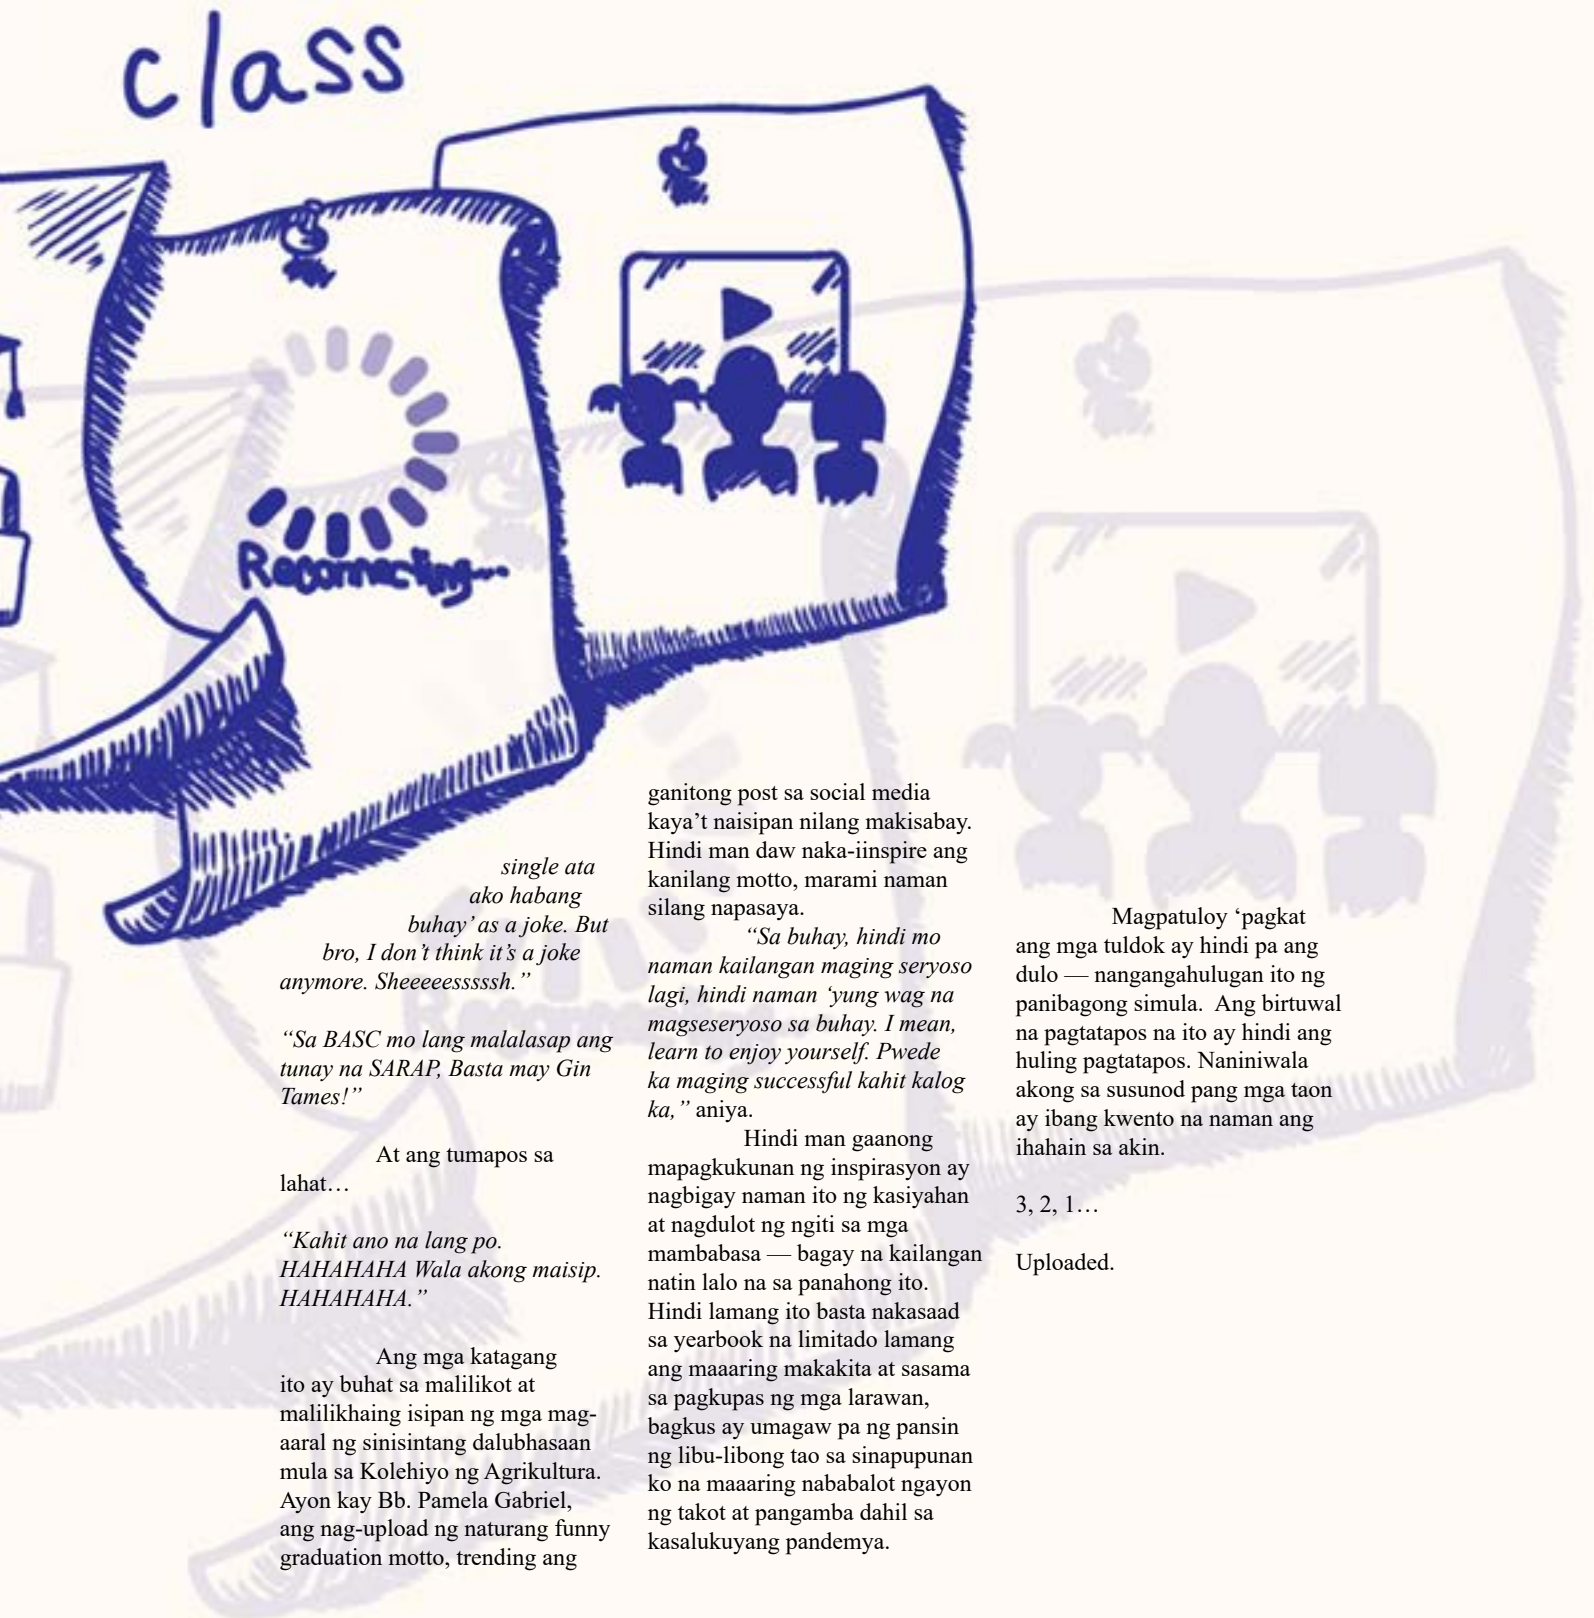 class
Reconnecting...
single ata
ako habang
buhay’ as a joke. But
bro, I don’t think it’s a joke
anymore. Sheeeeesssssh.”
“Sa BASC mo lang malalasap ang
tunay na SARAP, Basta may Gin
Tames!”
At ang tumapos sa
lahat…
“Kahit ano na lang po.
HAHAHAHA Wala akong maisip.
HAHAHAHA.”
Ang mga katagang
ito ay buhat sa malilikot at
malilikhaing isipan ng mga mag-
aaral ng sinisintang dalubhasaan
mula sa Kolehiyo ng Agrikultura.
Ayon kay Bb. Pamela Gabriel,
ang nag-upload ng naturang funny
graduation motto, trending ang
ganitong post sa social media
kaya’t naisipan nilang makisabay.
Hindi man daw naka-iinspire ang
kanilang motto, marami naman
silang napasaya.
“Sa buhay, hindi mo
naman kailangan maging seryoso
lagi, hindi naman ‘yung wag na
magseseryoso sa buhay. I mean,
learn to enjoy yourself. Pwede
ka maging successful kahit kalog
ka,” aniya.
Hindi man gaanong
mapagkukunan ng inspirasyon ay
nagbigay naman ito ng kasiyahan
at nagdulot ng ngiti sa mga
mambabasa — bagay na kailangan
natin lalo na sa panahong ito.
Hindi lamang ito basta nakasaad
sa yearbook na limitado lamang
ang maaaring makakita at sasama
sa pagkupas ng mga larawan,
bagkus ay umagaw pa ng pansin
ng libu-libong tao sa sinapupunan
ko na maaaring nababalot ngayon
ng takot at pangamba dahil sa
kasalukuyang pandemya.
Magpatuloy ‘pagkat
ang mga tuldok ay hindi pa ang
dulo — nangangahulugan ito ng
panibagong simula.  Ang birtuwal
na pagtatapos na ito ay hindi ang
huling pagtatapos. Naniniwala
akong sa susunod pang mga taon
ay ibang kwento na naman ang
ihahain sa akin.
3, 2, 1…
Uploaded.